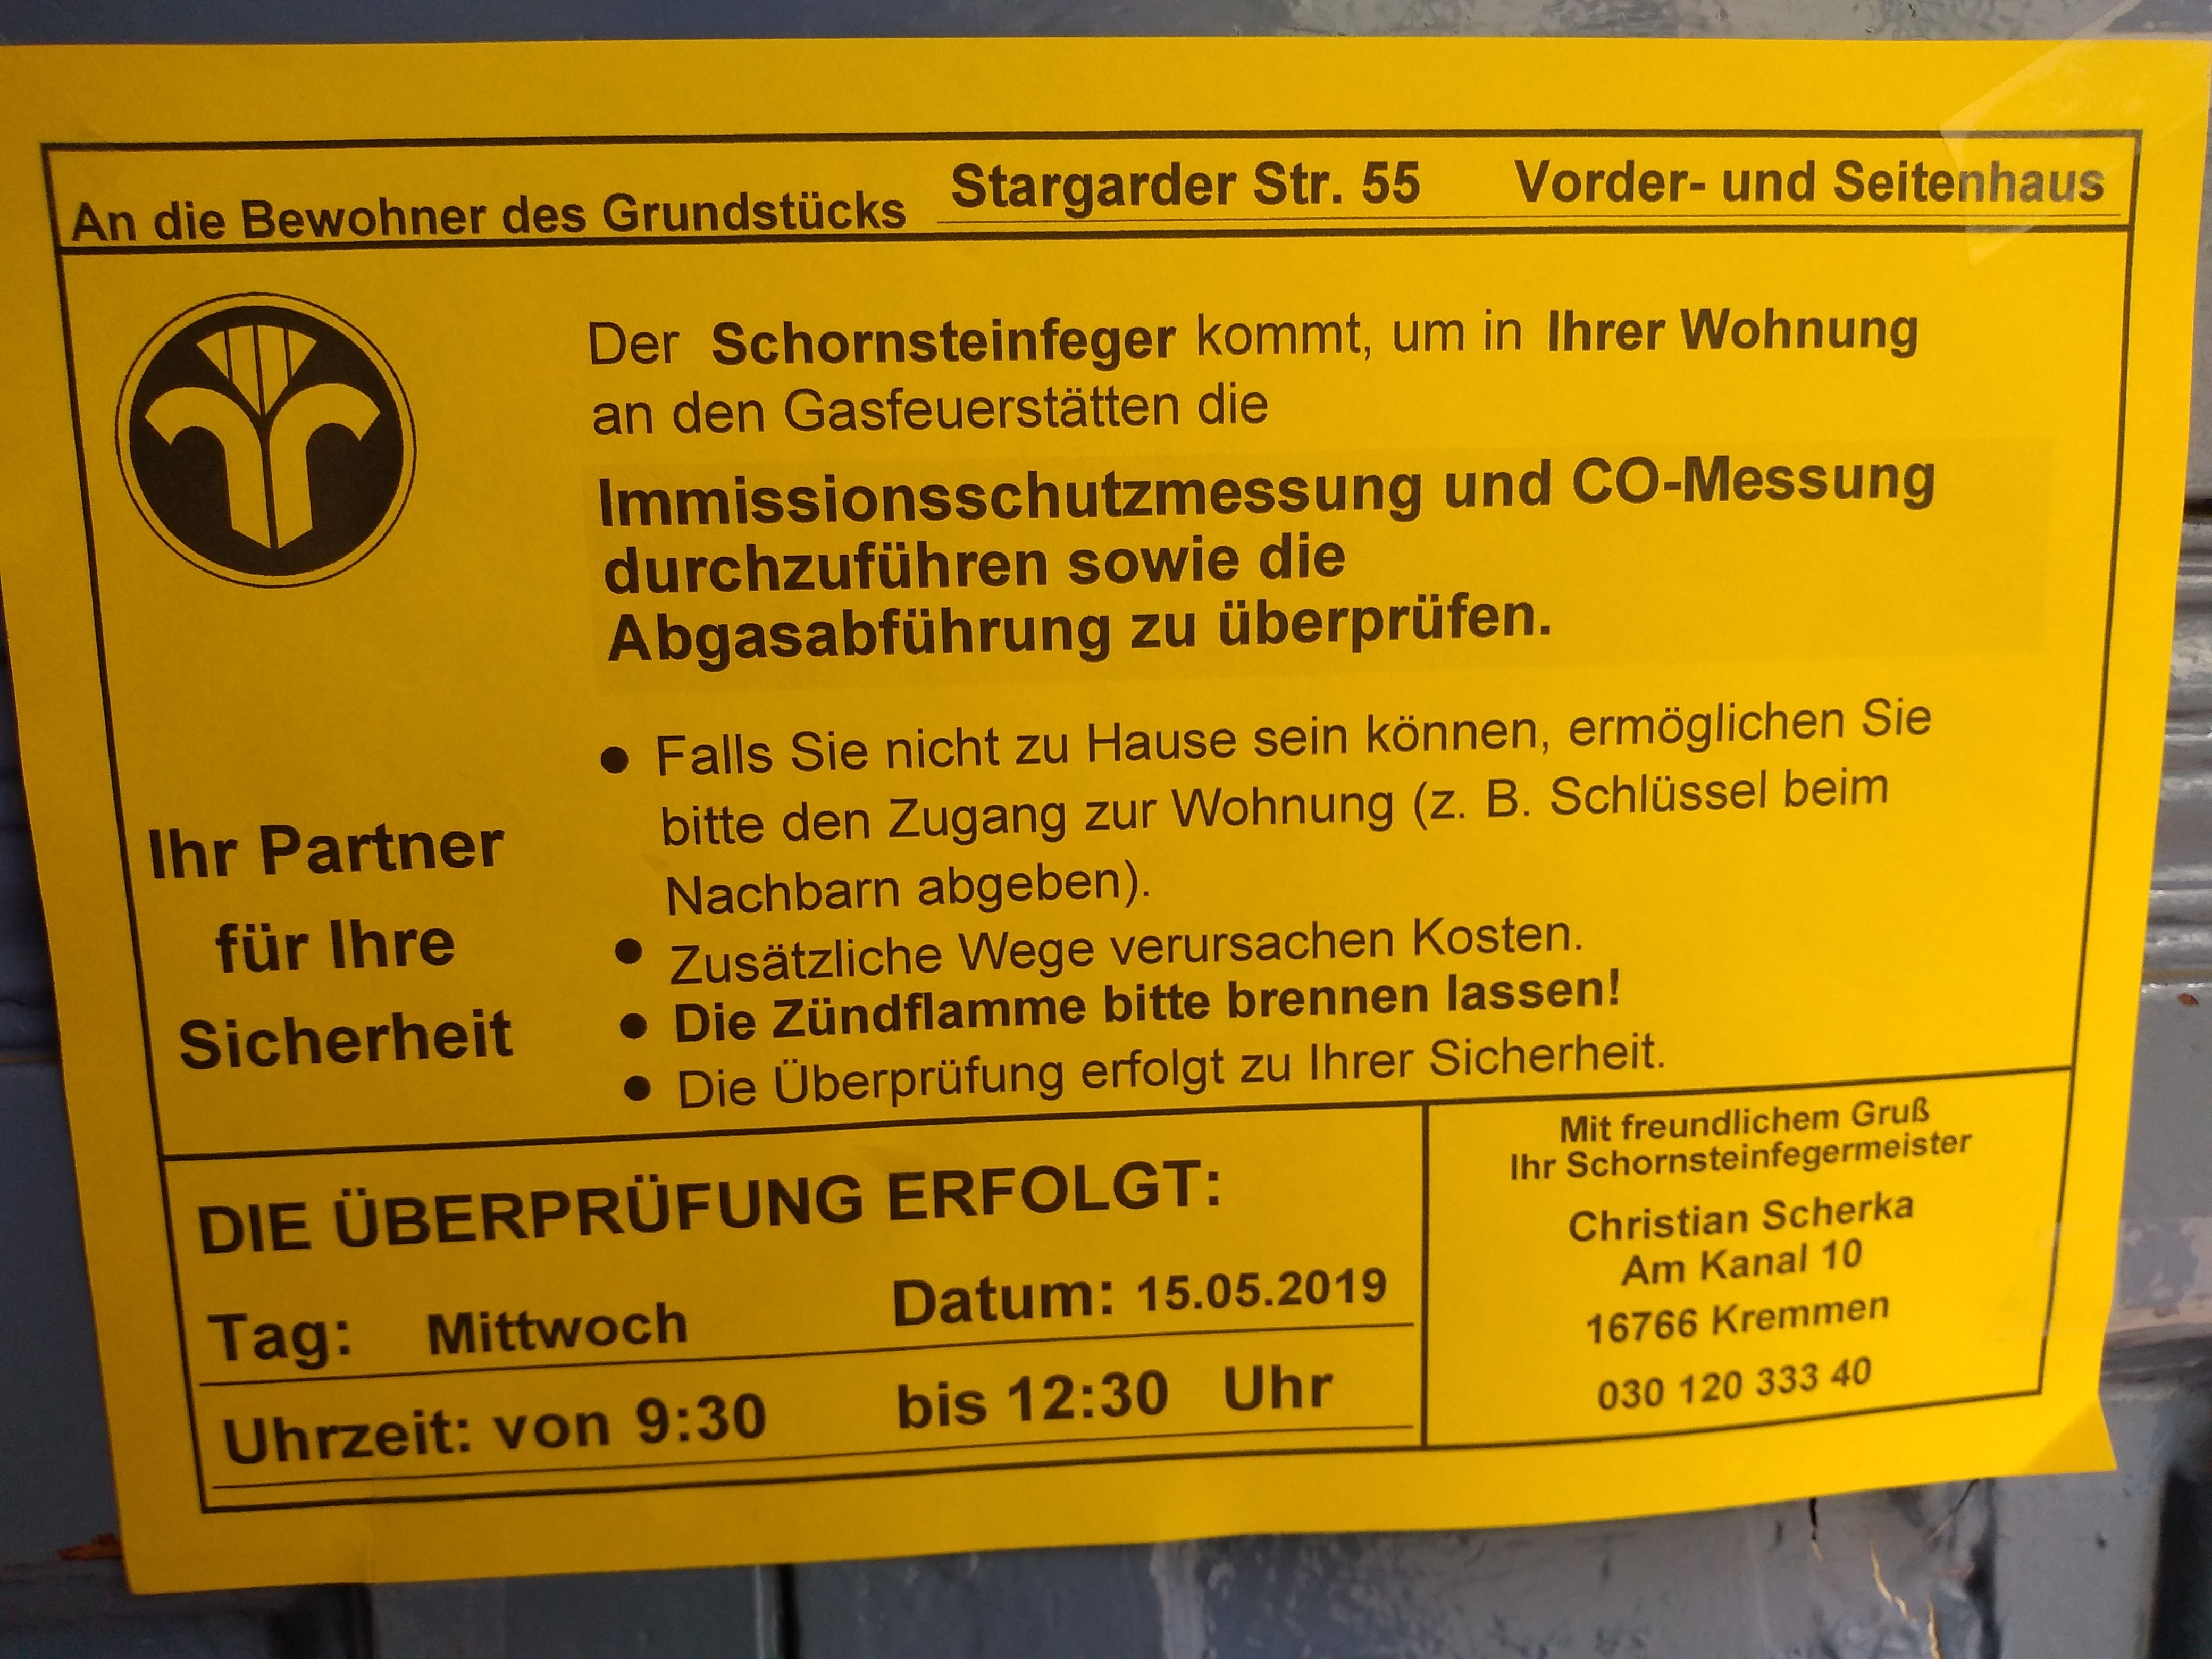 An die Bewohner des Grundstücks Stargarder Str. 55 Vorder- und Seitenhaus
Der Schornsteinfeger kommt, um in Ihrer Wohnung
an den Gasfeuerstätten die
Immissionsschutzmessung und CO-Messung
durchzuführen sowie die
Abgasabführung zu überprüfen.
● Falls Sie nicht zu Hause sein können, ermöglichen Sie
bitte den Zugang zur Wohnung (z. B. Schlüssel beim
Nachbarn abgeben).
● Zusätzliche Wege verursachen Kosten.
● Die Zündflamme bitte brennen lassen!
● Die Überprüfung erfolgt zu Ihrer Sicherheit.
Ihr Partner
für Ihre
Sicherheit
DIE ÜBERPRÜFUNG ERFOLGT:
Tag: Mittwoch Datum: 15.05.2019
Uhrzeit: von 9:30 bis 12:30 Uhr
Mit freundlichem Gruß
Ihr Schornsteinfegermeister
Christian Scherka
Am Kanal 10
16766 Kremmen
030 120 333 40